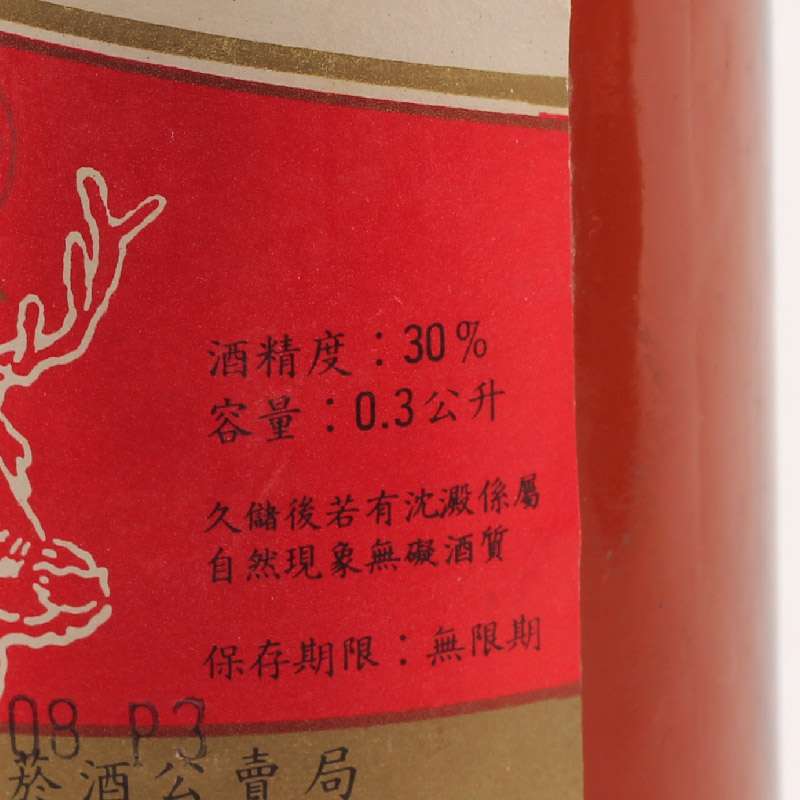 酒精度：30%
容量：0.3公升
久儲後若有沈澱係屬
自然現象無礙酒質
保存期限：無限期
08 P3
菸酒公賣局